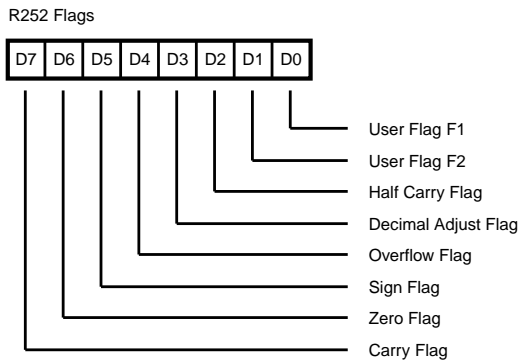 R252 Flags
D7 D6 D5 D4 D3 D2 D1 D0
User Flag F1
User Flag F2
Half Carry Flag
Decimal Adjust Flag
Overflow Flag
Sign Flag
Zero Flag
Carry Flag